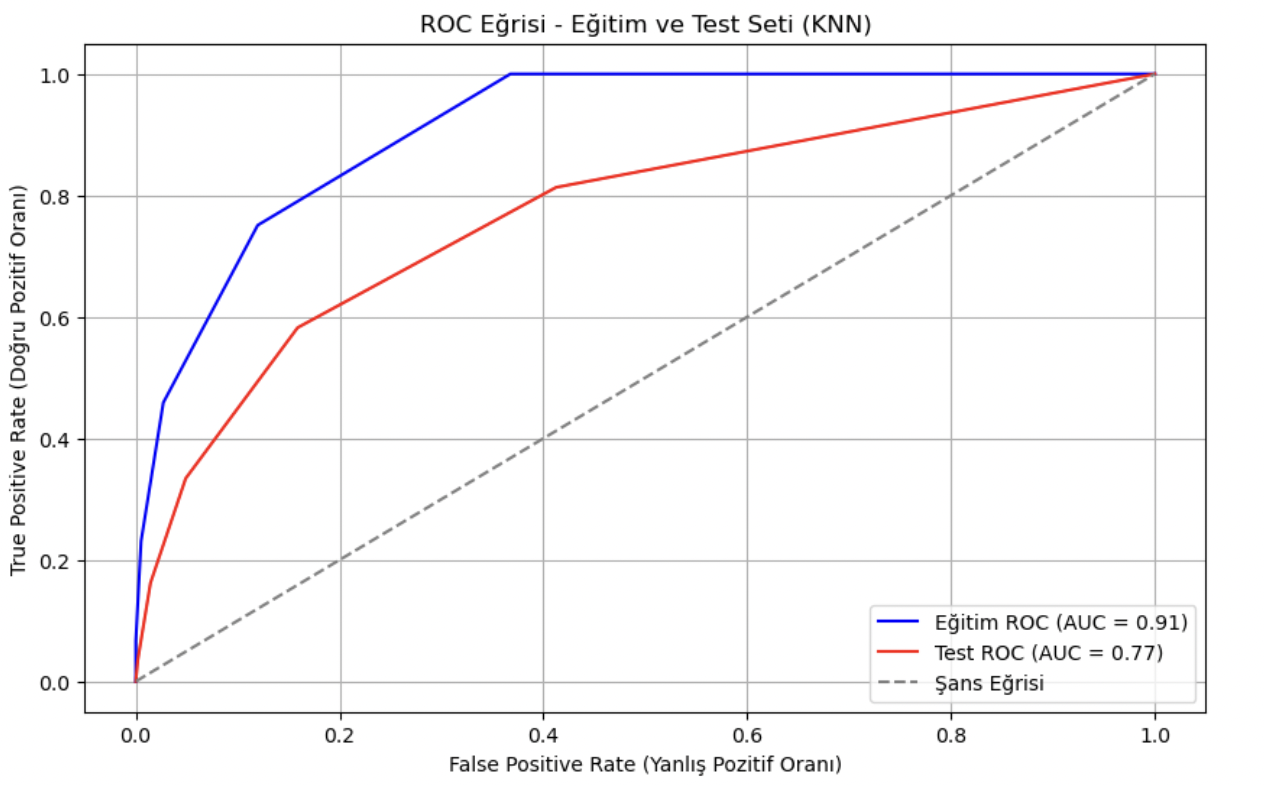 ROC Eğrisi - Eğitim ve Test Seti (KNN)
True Positive Rate (Doğru Pozitif Oranı)
1.0
0.8
0.6
0.4
0.2
0.0
Eğitim ROC (AUC = 0.91)
Test ROC (AUC = 0.77)
Şans Eğrisi
0.0 0.2 0.4 0.6 0.8 1.0
False Positive Rate (Yanlış Pozitif Oranı)